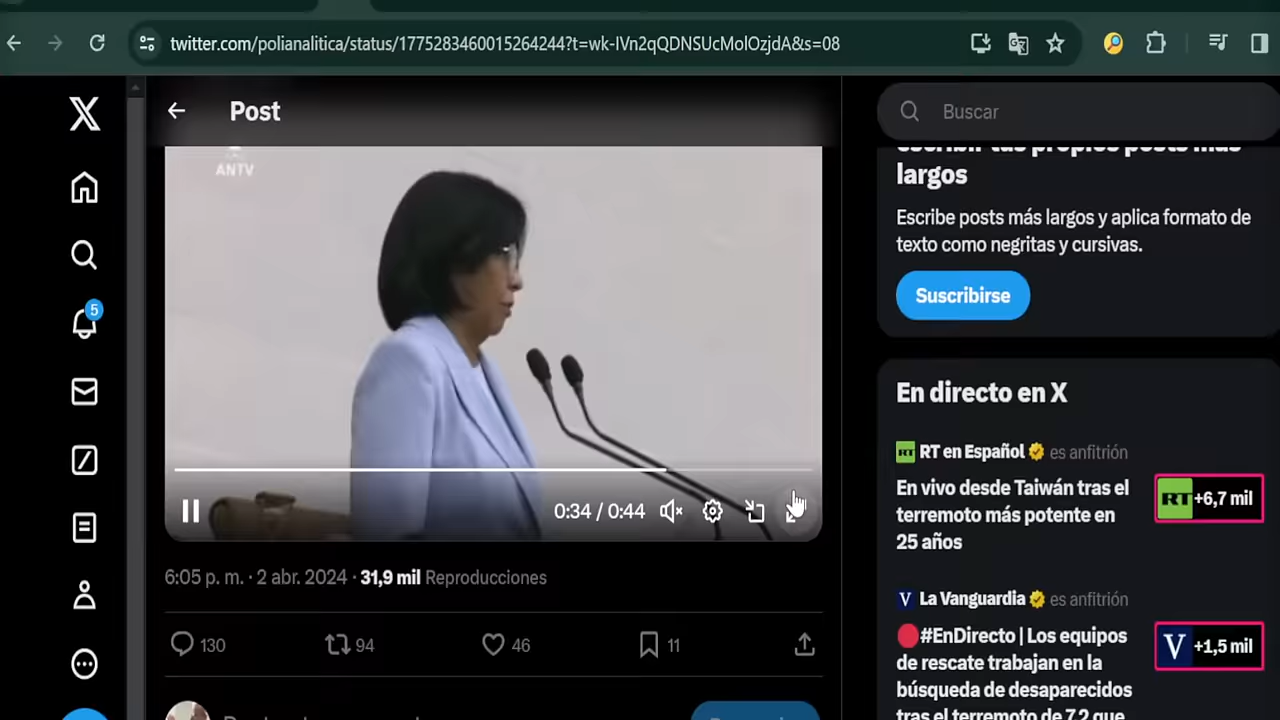 twitter.com/polianalitica/status/1775283460015264244?t=wk-IVn2qQDNSUcMolOzjdA&s=08
Post
Buscar
ANTV
escribir tus propios posts más
largos
Escribe posts más largos y aplica formato de
texto como negritas y cursivas.
Suscribirse
5
En directo en X
RT en Español es anfitrión
En vivo desde Taiwán tras el
terremoto más potente en
25 años
RT +6,7 mil
0:34 / 0:44
6:05 p. m. · 2 abr. 2024 · 31,9 mil Reproducciones
130 94 46 11
V La Vanguardia es anfitrión
#EnDirecto | Los equipos
de rescate trabajan en la
búsqueda de desaparecidos
tras el terremoto de 7,2 que
V +1,5 mil